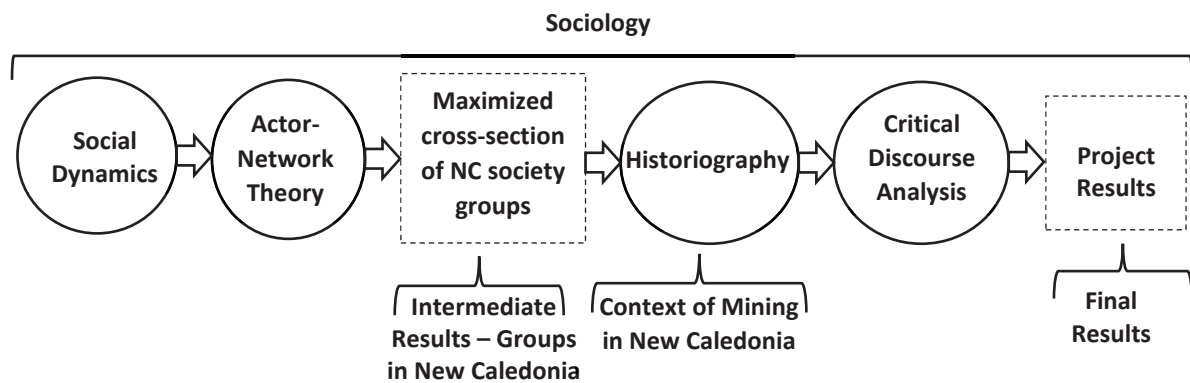 Sociology
Social
Dynamics
Actor-
Network
Theory
Maximized
cross-section
of NC society
groups
Historiography
Critical
Discourse
Analysis
Project
Results
Intermediate
Results – Groups
in New Caledonia
Context of Mining
in New Caledonia
Final
Results